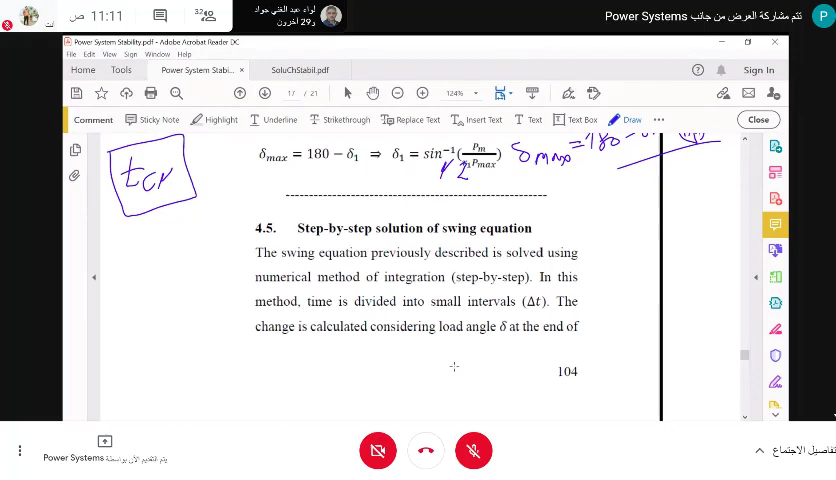 11:11 ص
32
لواء عبد الغني جواد
و29 آخرون
أنت
تتم مشاركة العرض من جانب Power Systems
P
Power System Stability.pdf - Adobe Acrobat Reader DC
File Edit View Sign Window Help
Home Tools Power System Stabi... × SoluChStabil.pdf Sign In
17 / 21 124%
Comment Sticky Note Highlight Underline Strikethrough Replace Text Insert Text Text Text Box Draw Close
δmax = 180 − δ1 ⇒ δ1 = sin⁻¹(Pm / r1Pmax)
r2
δmax = 180 −
tcr
4.5. Step-by-step solution of swing equation
The swing equation previously described is solved using
numerical method of integration (step-by-step). In this
method, time is divided into small intervals (Δt). The
change is calculated considering load angle δ at the end of
104
Power Systems يتم التقديم الآن بواسطة
تفاصيل الاجتماع